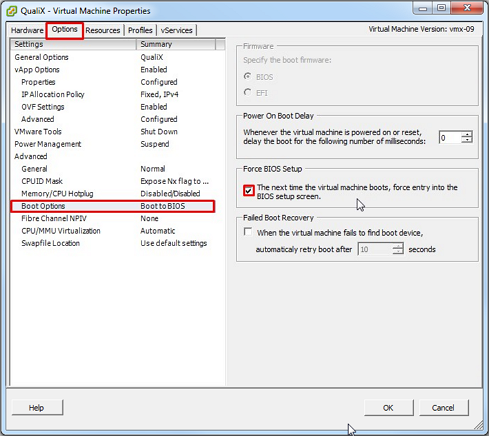 QualiX - Virtual Machine Properties
Hardware Options Resources Profiles vServices
Virtual Machine Version: vmx-09
Settings Summary
General Options QualiX
vApp Options Enabled
Properties Configured
IP Allocation Policy Fixed, IPv4
OVF Settings Enabled
Advanced Configured
VMware Tools Shut Down
Power Management Suspend
Advanced
General Normal
CPUID Mask Expose Nx flag to ...
Memory/CPU Hotplug Disabled/Disabled
Boot Options Boot to BIOS
Fibre Channel NPIV None
CPU/MMU Virtualization Automatic
Swapfile Location Use default settings
Firmware
Specify the boot firmware:
BIOS
EFI
Power On Boot Delay
Whenever the virtual machine is powered on or reset,
delay the boot for the following number of milliseconds:
0
Force BIOS Setup
The next time the virtual machine boots, force entry into the
BIOS setup screen.
Failed Boot Recovery
When the virtual machine fails to find boot device,
automaticaly retry boot after 10 seconds
Help
OK
Cancel